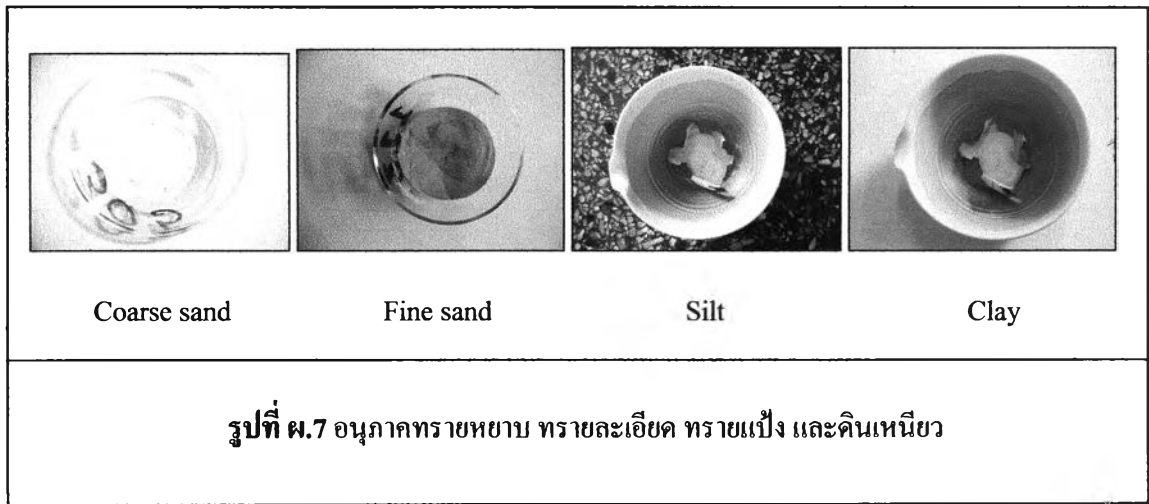 Coarse sand Fine sand Silt Clay
รูปที่ ผ.7 อนุภาคทรายหยาบ ทรายละเอียด ทรายแป้ง และดินเหนียว